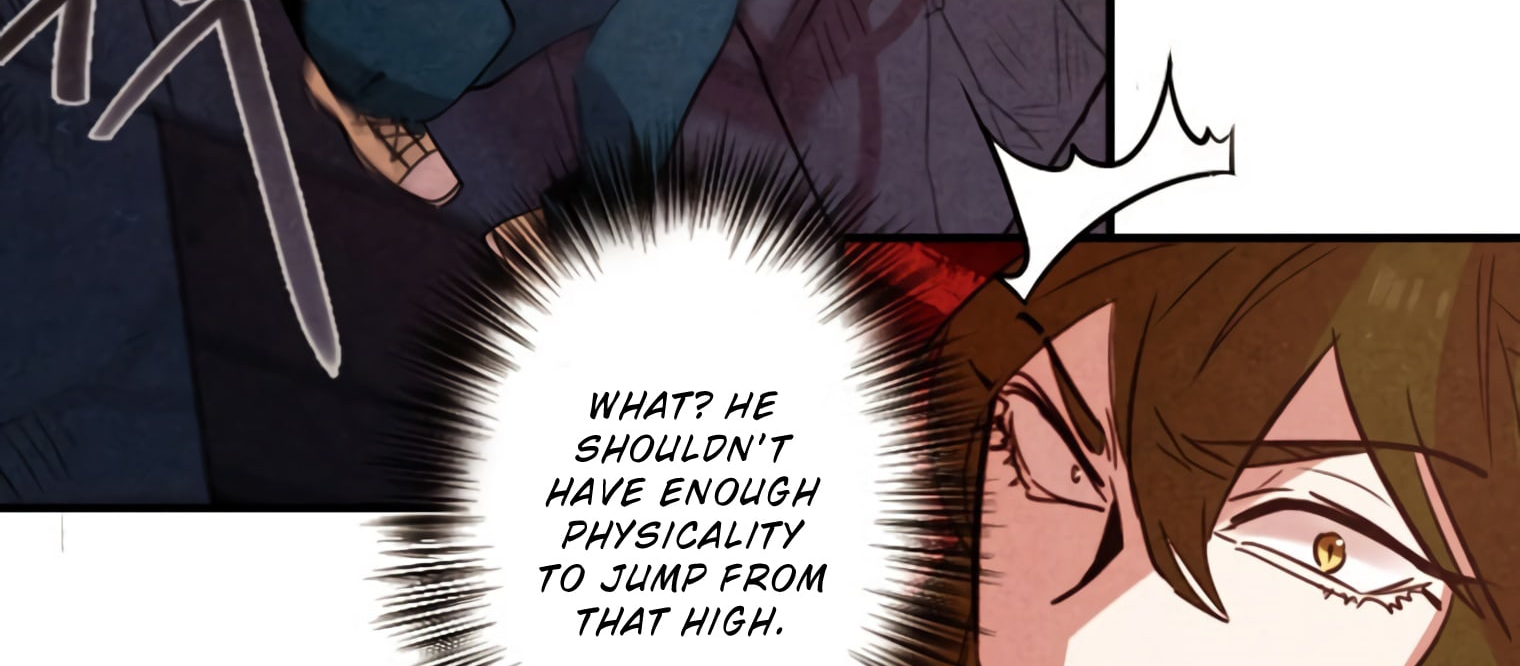 WHAT? HE
SHOULDN'T
HAVE ENOUGH
PHYSICALITY
TO JUMP FROM
THAT HIGH.